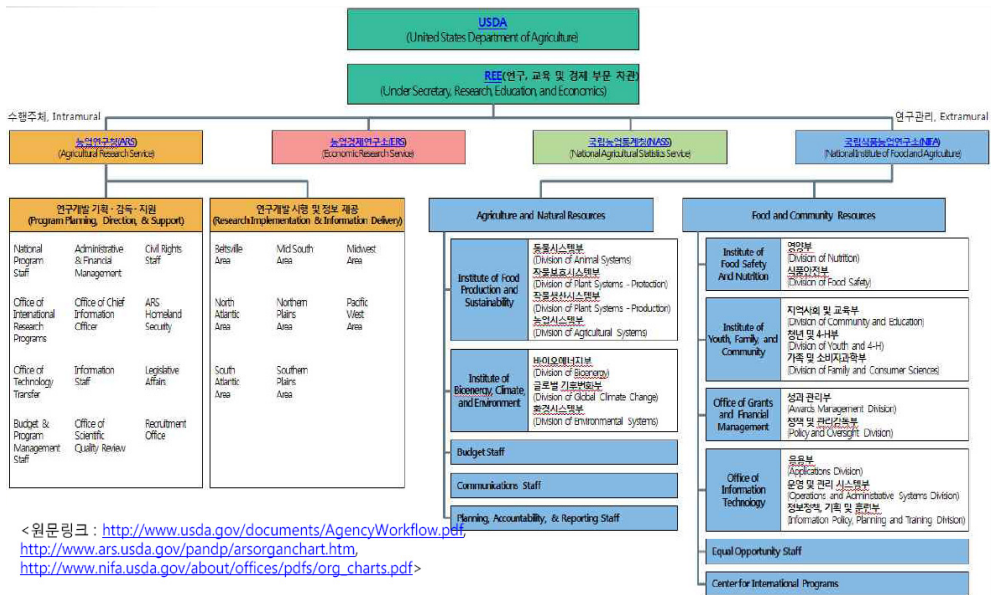 USDA
(United States Department of Agriculture)
REE(연구, 교육 및 경제 부문 차관)
(Under Secretary, Research, Education, and Economics)
수행주체, Intramural
연구관리, Extramural
농업연구청(ARS)
(Agricultural Research Service)
농업경제연구소(ERS)
(Economic Research Service)
국립농업통계청(NASS)
(National Agricultural Statistics Service)
국립식품농업연구소(NIFA)
(National Institute of Food and Agriculture)
연구개발 기획·감독·지원
(Program Planning, Direction, & Support)
National
Program
Staff
Administrative
& Financial
Management
Civil Rights
Staff
Office of
International
Research
Programs
Office of Chief
Information
Officer
ARS
Homeland
Security
Office of
Technology
Transfer
Information
Staff
Legislative
Affairs
Budget &
Program
Management
Staff
Office of
Scientific
Quality Review
Recruitment
Office
연구개발 시행 및 정보 제공
(Research Implementation & Information Delivery)
Beltsville
Area
Mid South
Area
Midwest
Area
North
Atlantic
Area
Northern
Plains
Area
Pacific
West
Area
South
Atlantic
Area
Southern
Plains
Area
Agriculture and Natural Resources
Institute of Food
Production and
Sustainability
동물시스템부
(Division of Animal Systems)
작물보호시스템부
(Division of Plant Systems - Protection)
작물생산시스템부
(Division of Plant Systems - Production)
농업시스템부
(Division of Agricultural Systems)
Institute of
Bioenergy, Climate,
and Environment
바이오에너지부
(Division of Bioenergy)
글로벌 기후변화부
(Division of Global Climate Change)
환경시스템부
(Division of Environmental Systems)
Budget Staff
Communications Staff
Planning, Accountability, & Reporting Staff
Food and Community Resources
Institute of
Food Safety
And Nutrition
영양부
(Division of Nutrition)
식품안전부
(Division of Food Safety)
Institute of
Youth, Family, and
Community
지역사회 및 교육부
(Division of Community and Education)
청년 및 4-H부
(Division of Youth and 4-H)
가족 및 소비자과학부
(Division of Family and Consumer Sciences)
Office of Grants
and Financial
Management
성과 관리부
(Awards Management Division)
정책 및 관리감독부
(Policy and Oversight Division)
Office of
Information
Technology
응용부
(Applications Division)
운영 및 관리 시스템부
(Operations and Administrative Systems Division)
정보정책, 기획 및 훈련부
(Information Policy, Planning and Training Division)
Equal Opportunity Staff
Center for International Programs
<원문링크 : http://www.usda.gov/documents/AgencyWorkflow.pdf,
http://www.ars.usda.gov/pandp/arsorganchart.htm,
http://www.nifa.usda.gov/about/offices/pdfs/org_charts.pdf>